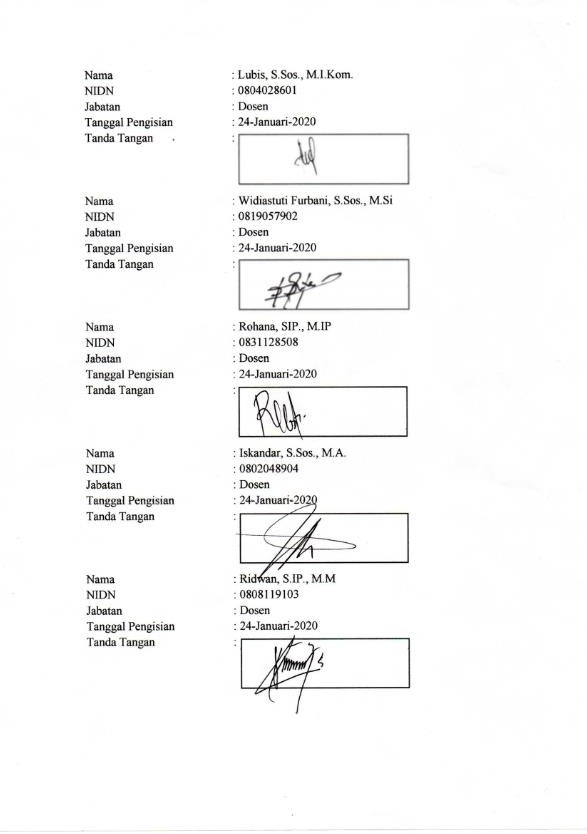 Nama : Lubis, S.Sos., M.I.Kom.
NIDN : 0804028601
Jabatan : Dosen
Tanggal Pengisian : 24-Januari-2020
Tanda Tangan :
Nama : Widiastuti Furbani, S.Sos., M.Si
NIDN : 0819057902
Jabatan : Dosen
Tanggal Pengisian : 24-Januari-2020
Tanda Tangan :
Nama : Rohana, SIP., M.IP
NIDN : 0831128508
Jabatan : Dosen
Tanggal Pengisian : 24-Januari-2020
Tanda Tangan :
Nama : Iskandar, S.Sos., M.A.
NIDN : 0802048904
Jabatan : Dosen
Tanggal Pengisian : 24-Januari-2020
Tanda Tangan :
Nama : Ridwan, S.IP., M.M
NIDN : 0808119103
Jabatan : Dosen
Tanggal Pengisian : 24-Januari-2020
Tanda Tangan :